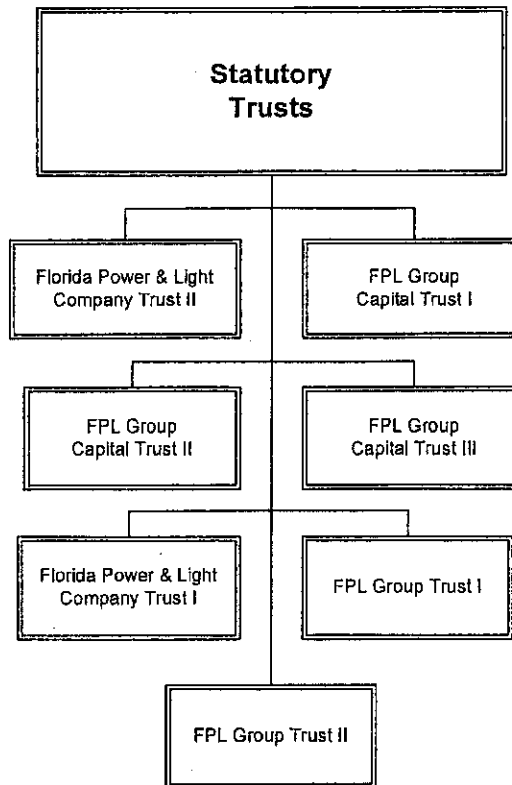 Statutory
Trusts
Florida Power & Light
Company Trust II
FPL Group
Capital Trust I
FPL Group
Capital Trust II
FPL Group
Capital Trust III
Florida Power & Light
Company Trust I
FPL Group Trust I
FPL Group Trust II